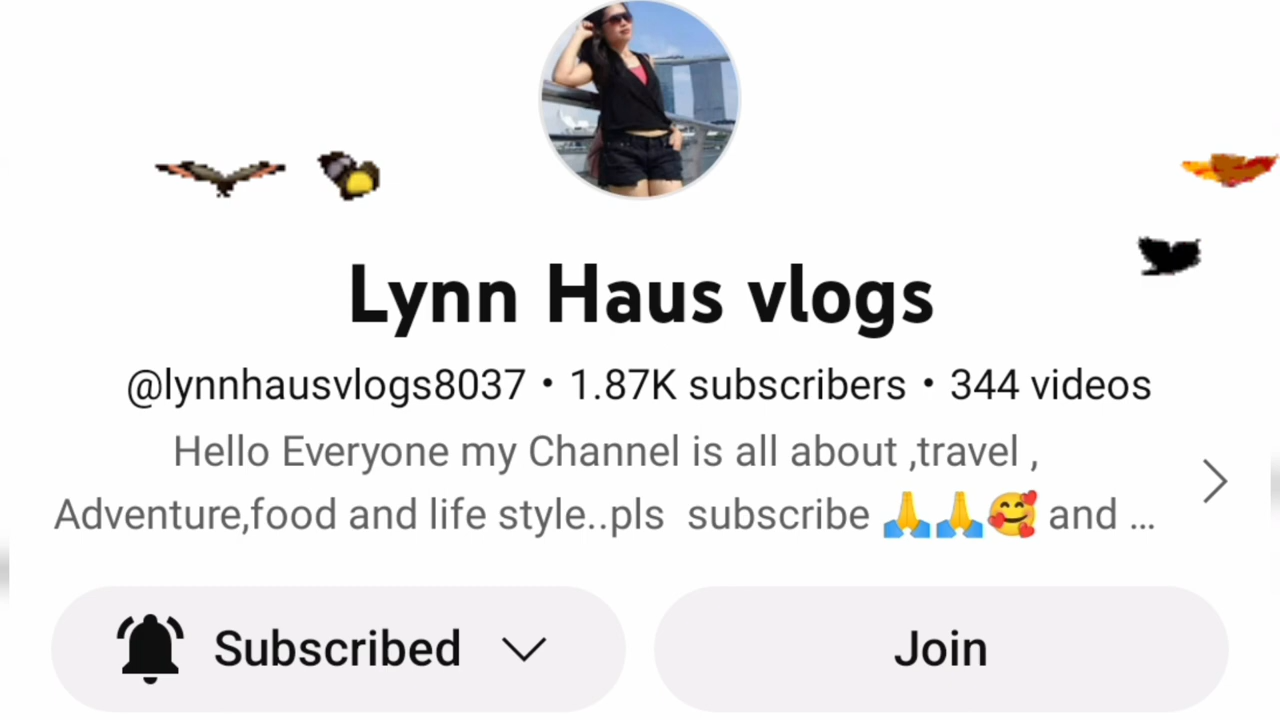 Lynn Haus vlogs
@lynnhausvlogs8037 • 1.87K subscribers • 344 videos
Hello Everyone my Channel is all about ,travel ,
Adventure,food and life style..pls subscribe 🙏🙏🥰 and ...
Subscribed
Join